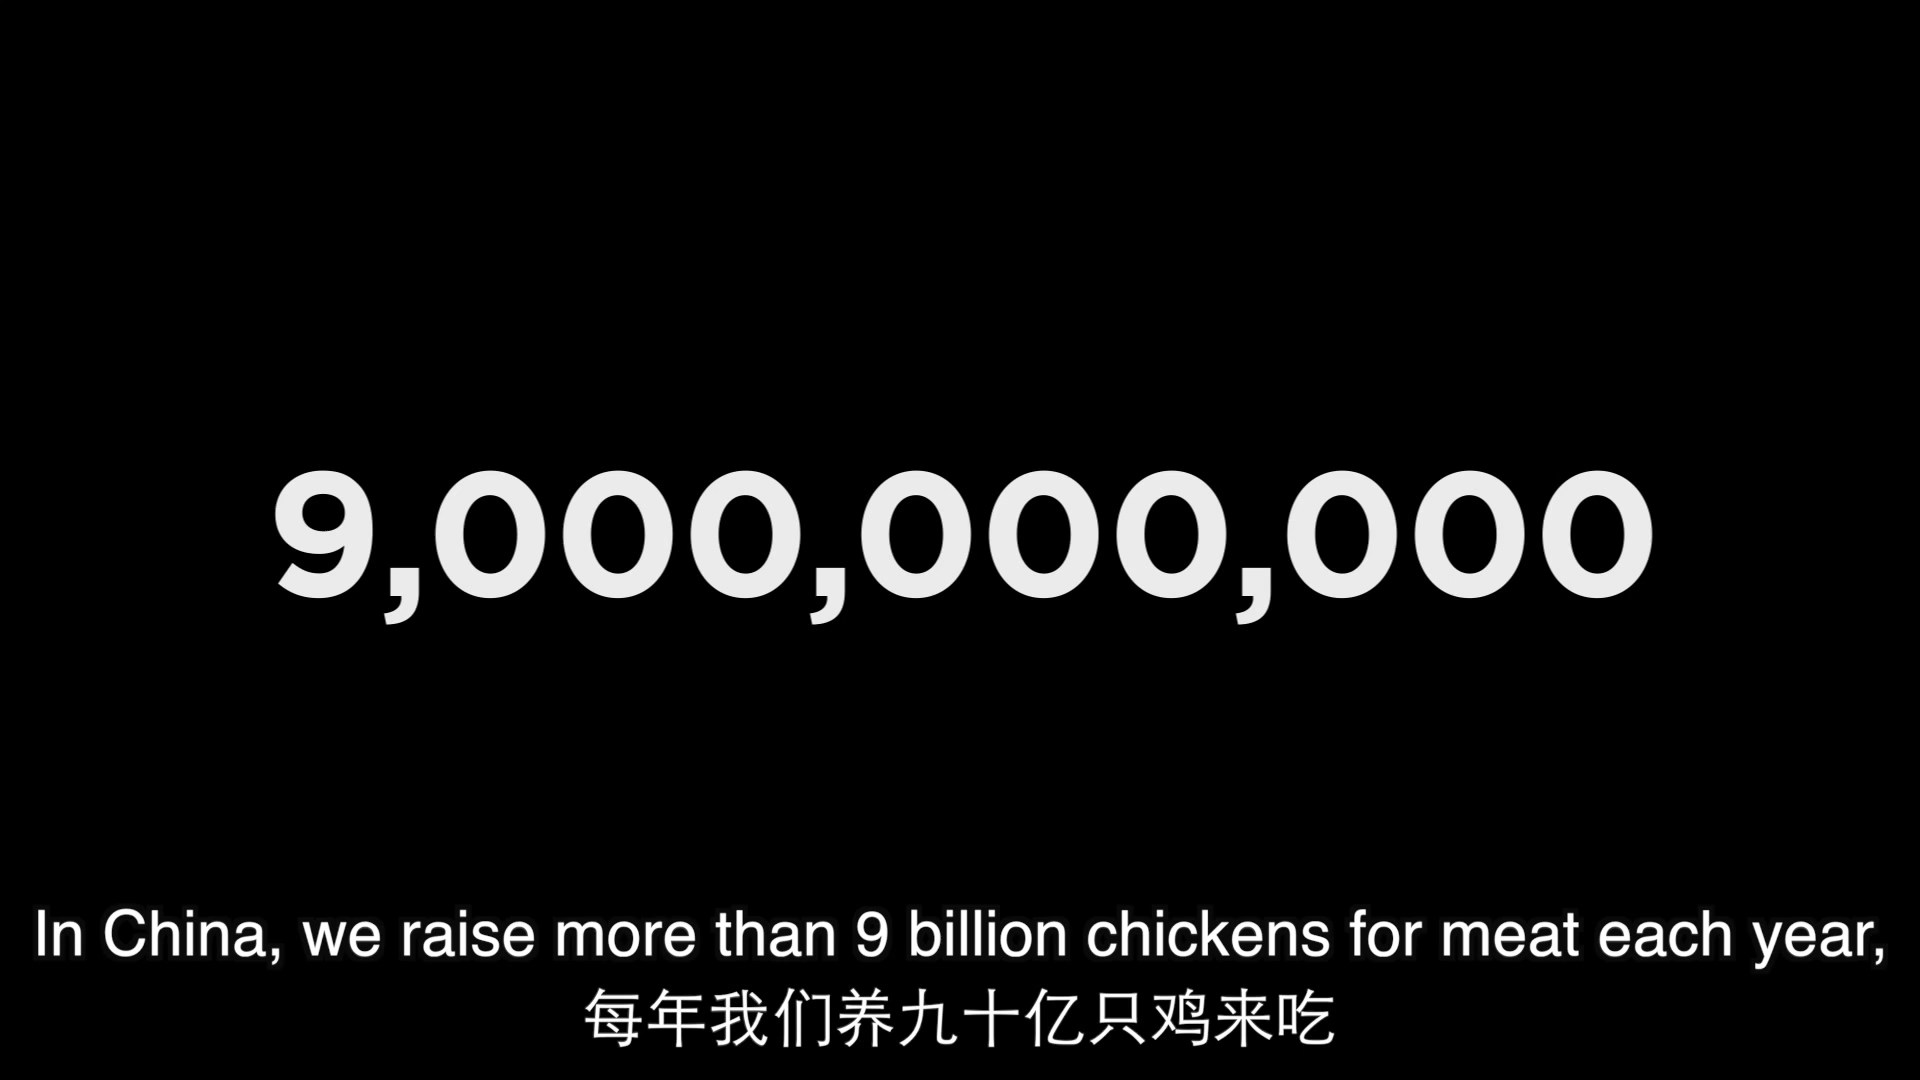 9,000,000,000
In China, we raise more than 9 billion chickens for meat each year,
每年我们养九十亿只鸡来吃